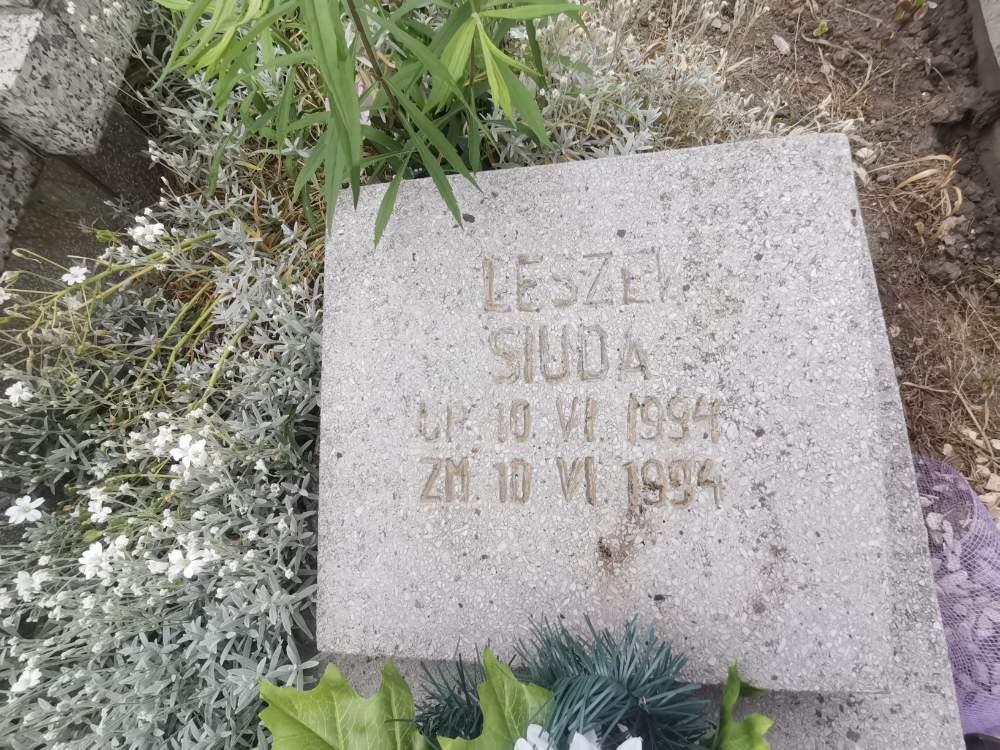 LESZEK
SIUDA
UR. 10. VI. 1994
ZM. 10. VI. 1994